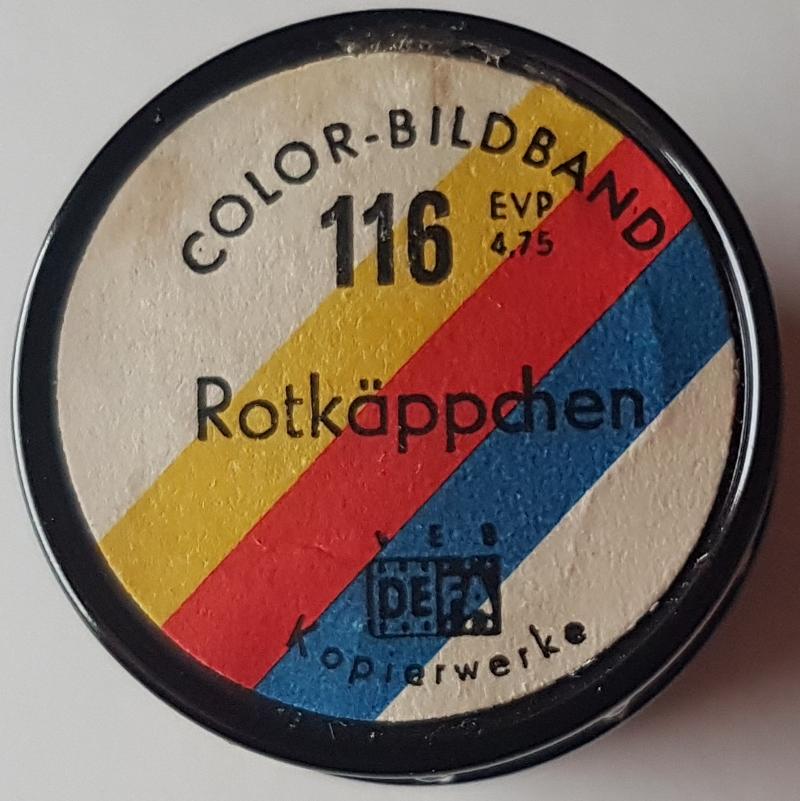 COLOR-BILDBAND
116
EVP
4,75
Rotkäppchen
VEB
DEFA
Kopierwerke